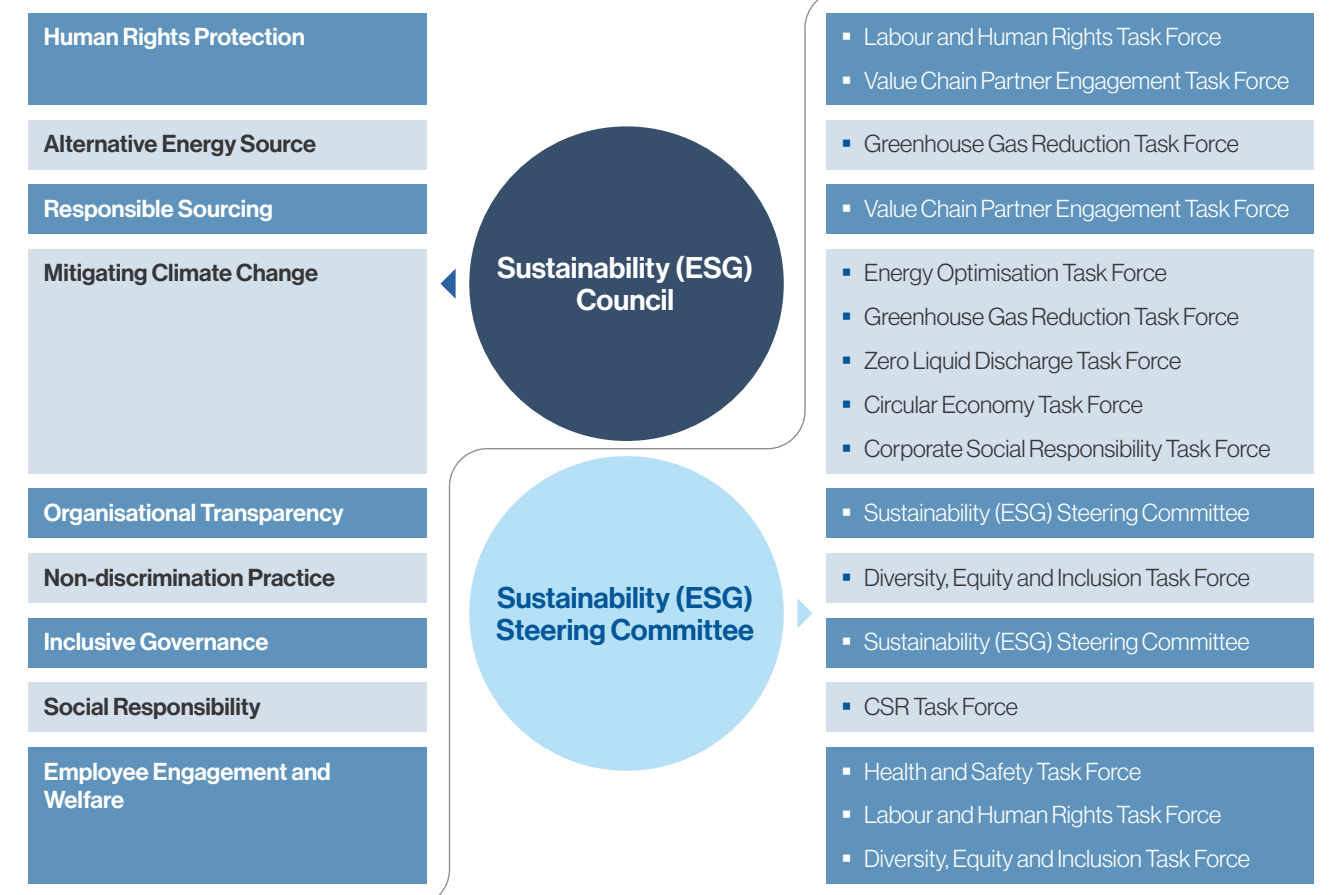 Human Rights Protection
Alternative Energy Source
Responsible Sourcing
Mitigating Climate Change
Organisational Transparency
Non-discrimination Practice
Inclusive Governance
Social Responsibility
Employee Engagement and
Welfare
Sustainability (ESG)
Council
Sustainability (ESG)
Steering Committee
▪ Labour and Human Rights Task Force
▪ Value Chain Partner Engagement Task Force
▪ Greenhouse Gas Reduction Task Force
▪ Value Chain Partner Engagement Task Force
▪ Energy Optimisation Task Force
▪ Greenhouse Gas Reduction Task Force
▪ Zero Liquid Discharge Task Force
▪ Circular Economy Task Force
▪ Corporate Social Responsibility Task Force
▪ Sustainability (ESG) Steering Committee
▪ Diversity, Equity and Inclusion Task Force
▪ Sustainability (ESG) Steering Committee
▪ CSR Task Force
▪ Health and Safety Task Force
▪ Labour and Human Rights Task Force
▪ Diversity, Equity and Inclusion Task Force